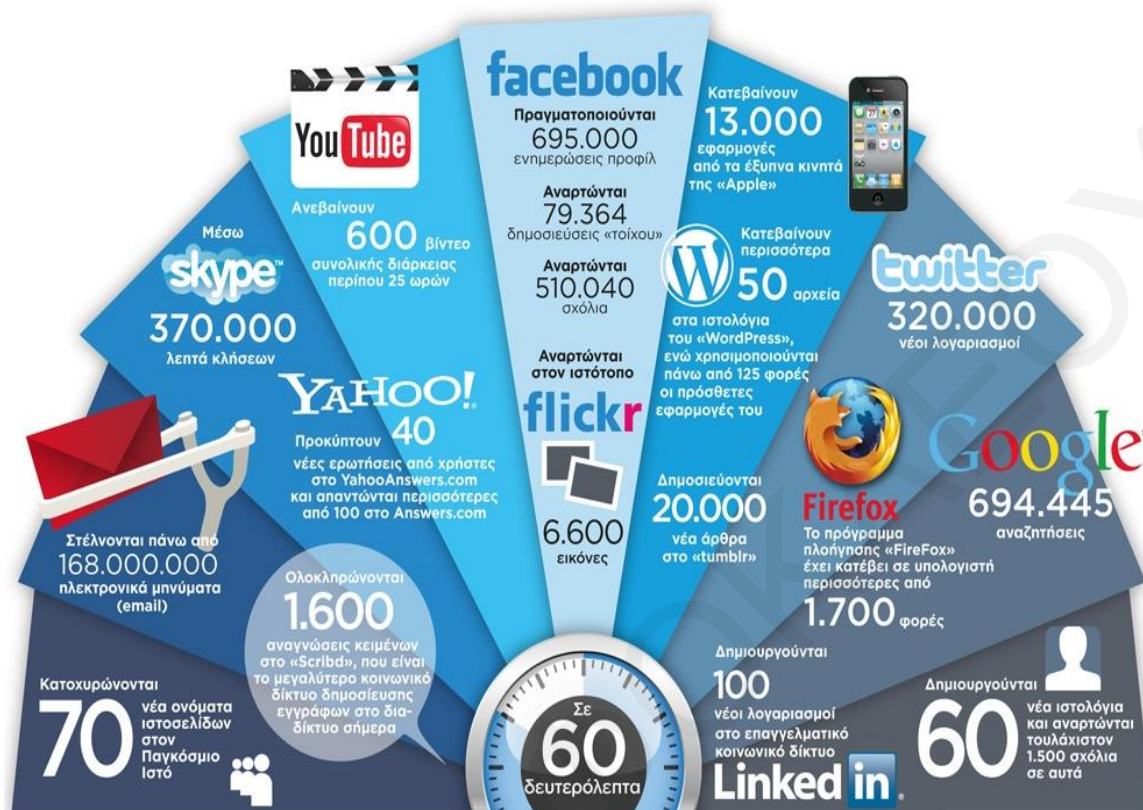 facebook
Πραγματοποιούνται
695.000
ενημερώσεις προφίλ
Αναρτώνται
79.364
δημοσιεύσεις «τοίχου»
Αναρτώνται
510.040
σχόλια
Αναρτώνται
στον ιστότοπο
flickr
6.600
εικόνες
You Tube
Ανεβαίνουν
600 βίντεο
συνολικής διάρκειας
περίπου 25 ωρών
YAHOO!
Προκύπτουν 40
νέες ερωτήσεις από χρήστες
στο YahooAnswers.com
και απαντώνται περισσότερες
από 100 στο Answers.com
Μέσω
skype™
370.000
λεπτά κλήσεων
Στέλνονται πάνω από
168.000.000
ηλεκτρονικά μηνύματα
(email)
Ολοκληρώνονται
1.600
αναγνώσεις κειμένων
στο «Scribd», που είναι
το μεγαλύτερο κοινωνικό
δίκτυο δημοσίευσης
εγγράφων στο δια-
δίκτυο σήμερα
Κατοχυρώνονται
70
νέα ονόματα
ιστοσελίδων
στον
Παγκόσμιο
Ιστό
Κατεβαίνουν
13.000
εφαρμογές
από τα έξυπνα κινητά
της «Apple»
Κατεβαίνουν
περισσότερα
50 αρχεία
στα ιστολόγια
του «WordPress»,
ενώ χρησιμοποιούνται
πάνω από 125 φορές
οι πρόσθετες
εφαρμογές του
Δημοσιεύονται
20.000
νέα άρθρα
στο «tumblr»
twitter
320.000
νέοι λογαριασμοί
Firefox
Το πρόγραμμα
πλοήγησης «FireFox»
έχει κατέβει σε υπολογιστή
περισσότερες από
1.700 φορές
Google
694.445
αναζητήσεις
Δημιουργούνται
100
νέοι λογαριασμοί
στο επαγγελματικό
κοινωνικό δίκτυο
Linked in
Δημιουργούνται
60
νέα ιστολόγια
και αναρτώνται
τουλάχιστον
1.500 σχόλια
σε αυτά
Σε
60
δευτερόλεπτα